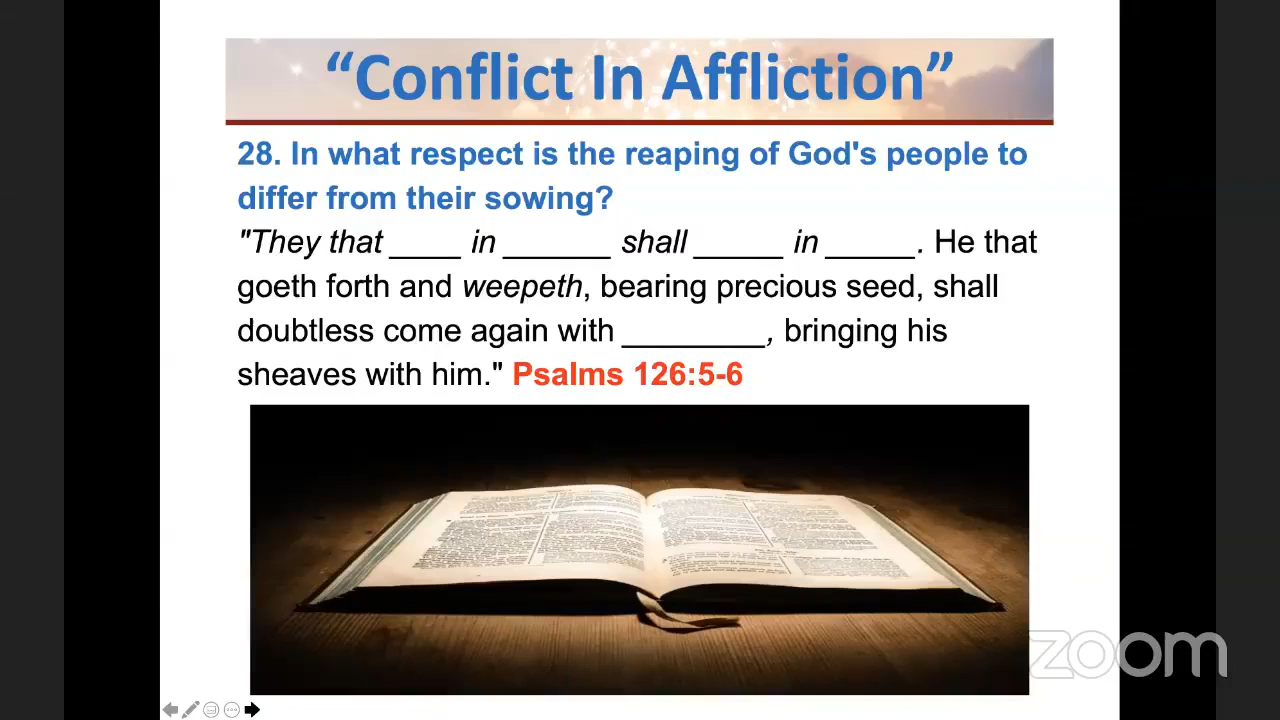 “Conflict In Affliction”
28. In what respect is the reaping of God's people to
differ from their sowing?
"They that ____ in ______ shall _____ in _____. He that
goeth forth and weepeth, bearing precious seed, shall
doubtless come again with ________, bringing his
sheaves with him." Psalms 126:5-6
zoom